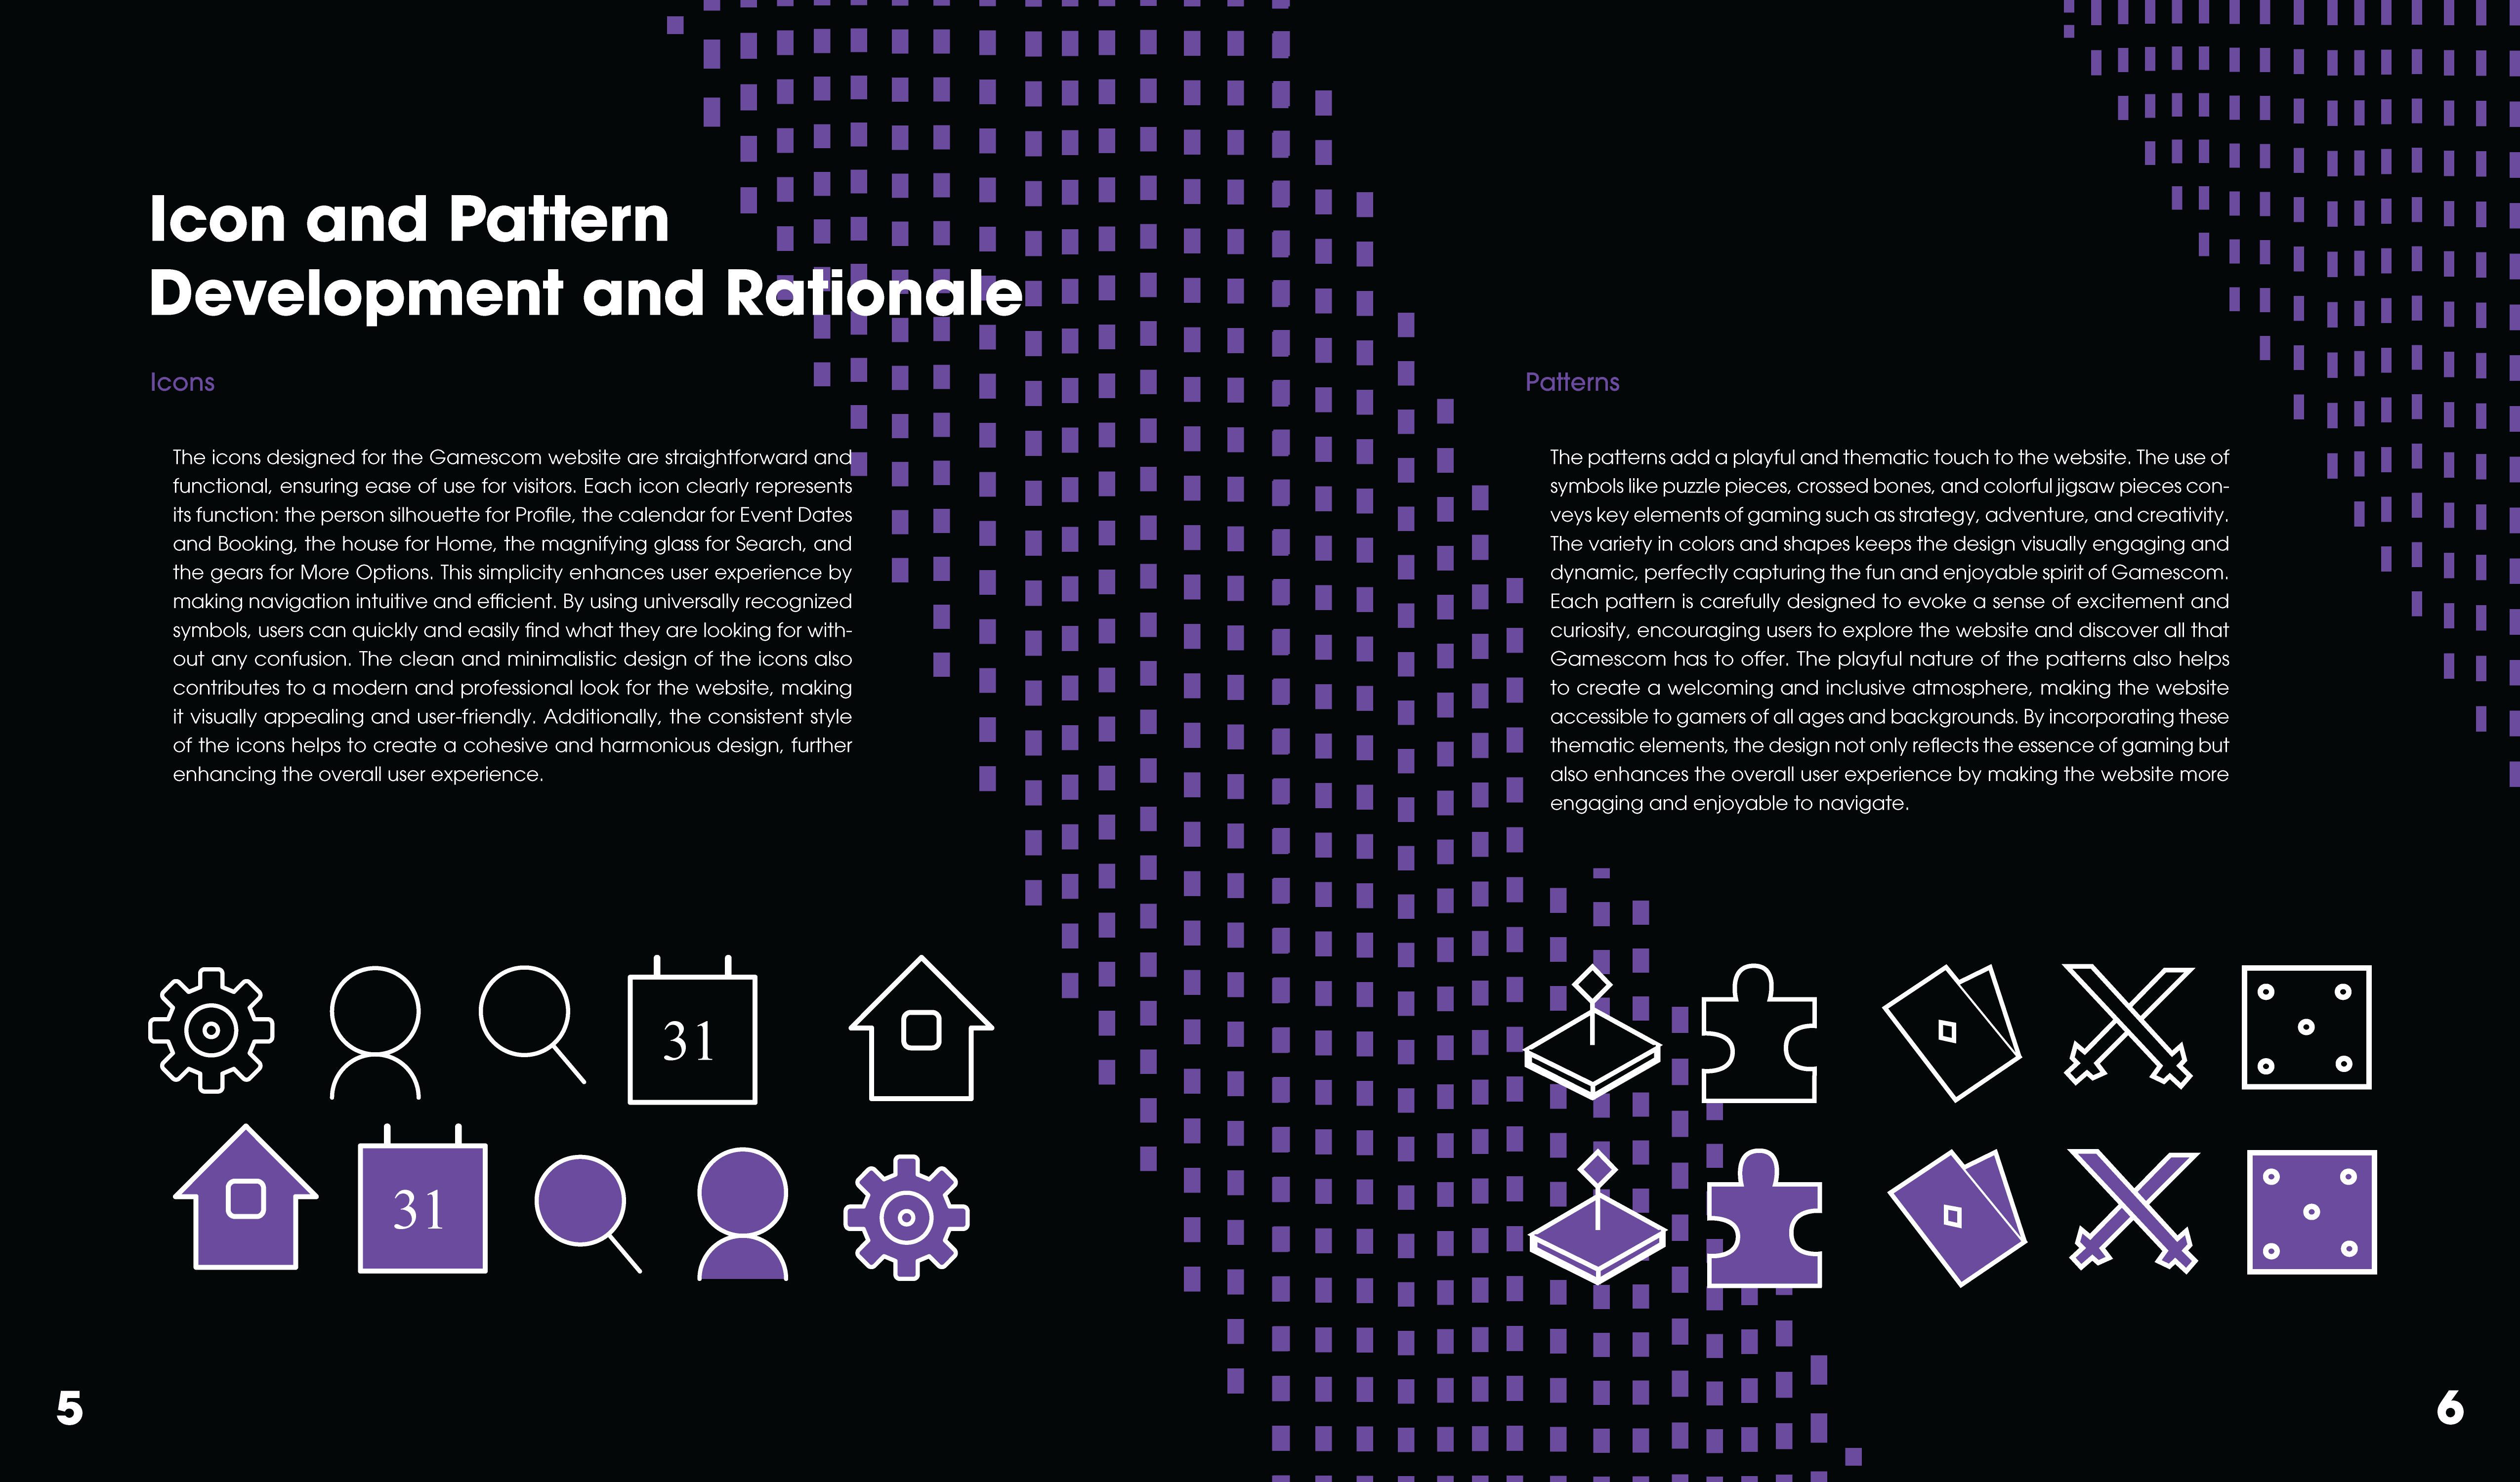 Icon and Pattern
Development and Rationale
Icons
The icons designed for the Gamescom website are straightforward and
functional, ensuring ease of use for visitors. Each icon clearly represents
its function: the person silhouette for Profile, the calendar for Event Dates
and Booking, the house for Home, the magnifying glass for Search, and
the gears for More Options. This simplicity enhances user experience by
making navigation intuitive and efficient. By using universally recognized
symbols, users can quickly and easily find what they are looking for with-
out any confusion. The clean and minimalistic design of the icons also
contributes to a modern and professional look for the website, making
it visually appealing and user-friendly. Additionally, the consistent style
of the icons helps to create a cohesive and harmonious design, further
enhancing the overall user experience.
31
31
5
Patterns
The patterns add a playful and thematic touch to the website. The use of
symbols like puzzle pieces, crossed bones, and colorful jigsaw pieces con-
veys key elements of gaming such as strategy, adventure, and creativity.
The variety in colors and shapes keeps the design visually engaging and
dynamic, perfectly capturing the fun and enjoyable spirit of Gamescom.
Each pattern is carefully designed to evoke a sense of excitement and
curiosity, encouraging users to explore the website and discover all that
Gamescom has to offer. The playful nature of the patterns also helps
to create a welcoming and inclusive atmosphere, making the website
accessible to gamers of all ages and backgrounds. By incorporating these
thematic elements, the design not only reflects the essence of gaming but
also enhances the overall user experience by making the website more
engaging and enjoyable to navigate.
6